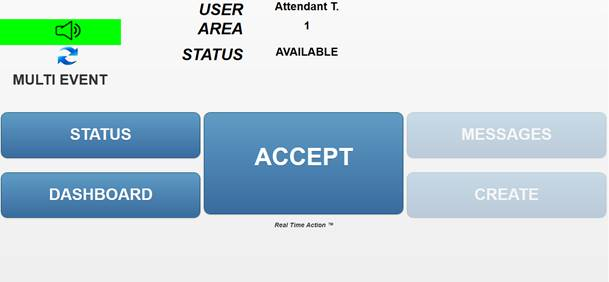 USER Attendant T.
AREA 1
STATUS AVAILABLE
MULTI EVENT
STATUS
ACCEPT
MESSAGES
DASHBOARD
CREATE
Real Time Action ™